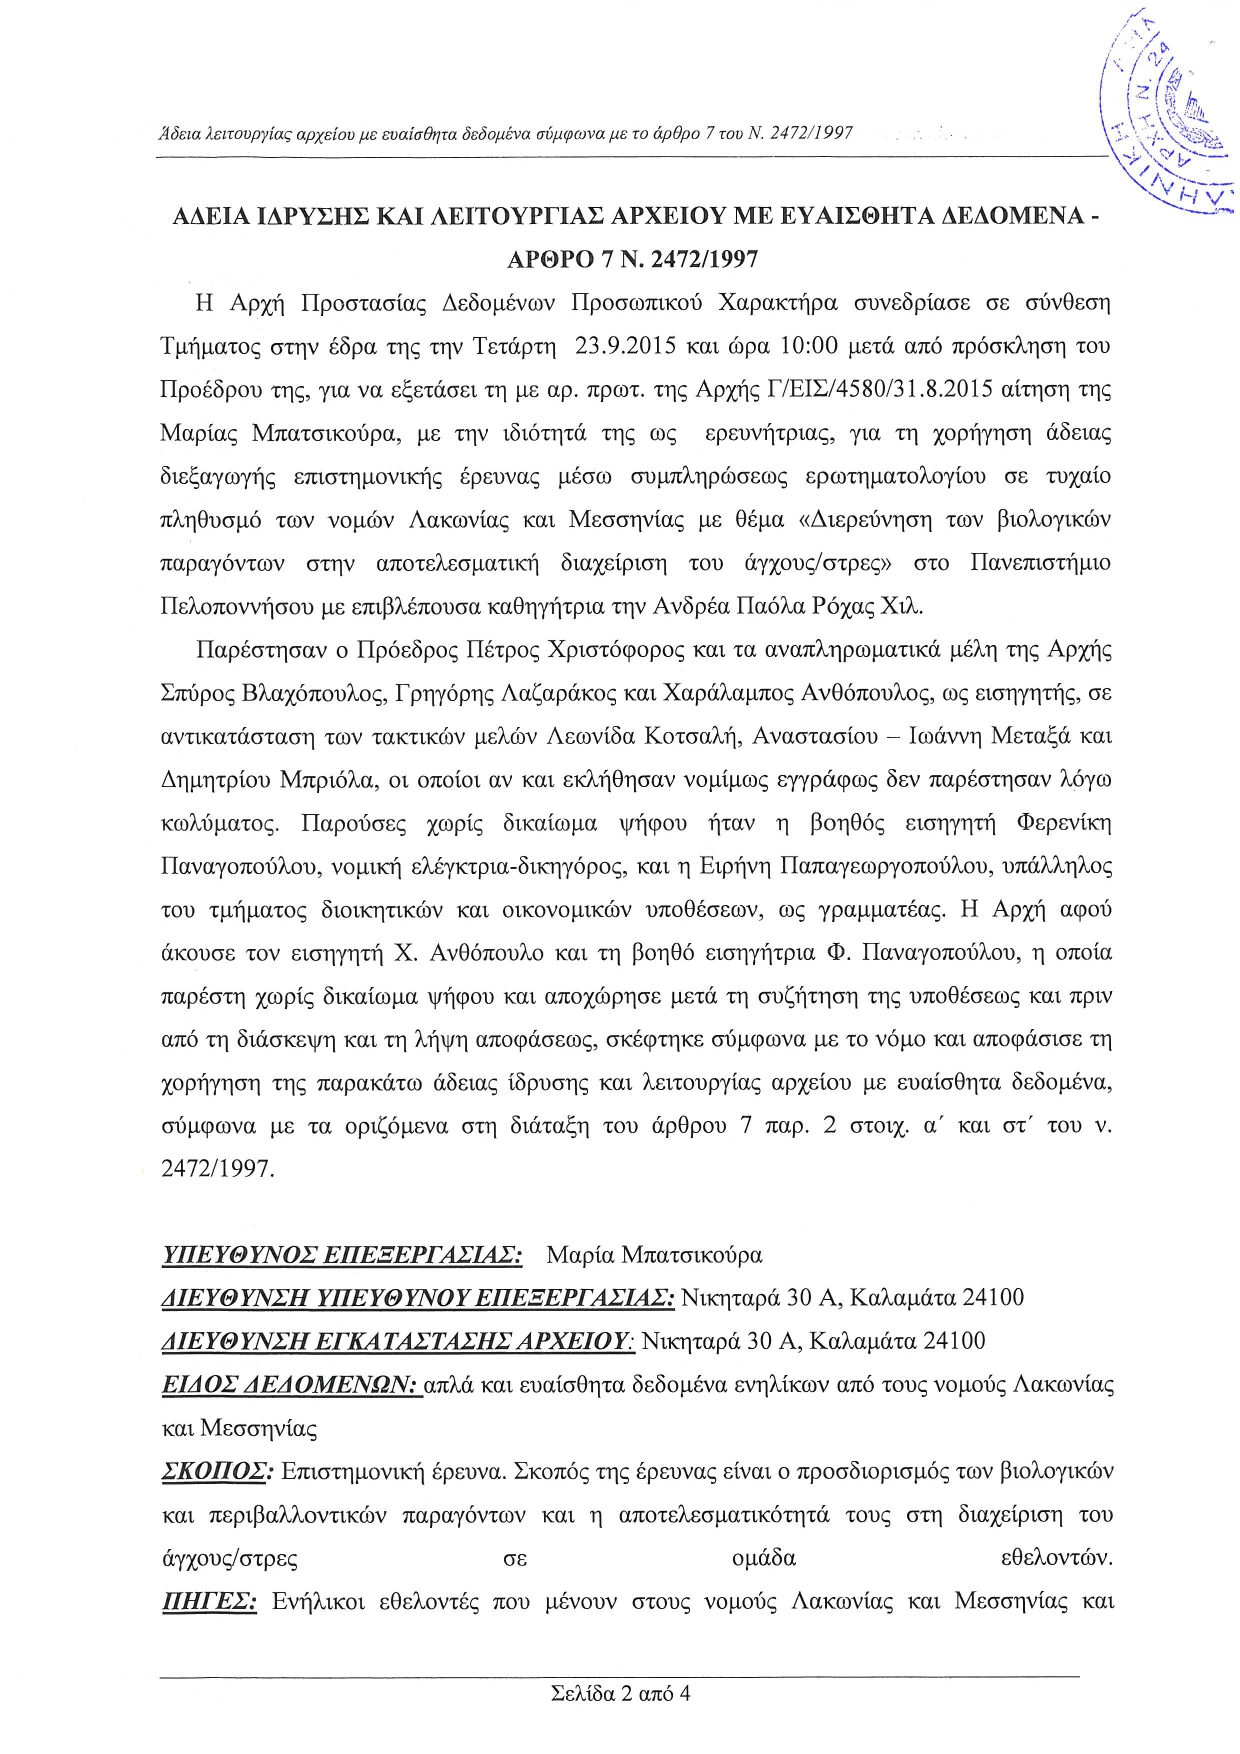 Άδεια λειτουργίας αρχείου με ευαίσθητα δεδομένα σύμφωνα με το άρθρο 7 του Ν. 2472/1997
ΑΡΧΗ Ν. 24
ΑΔΕΙΑ ΙΔΡΥΣΗΣ ΚΑΙ ΛΕΙΤΟΥΡΓΙΑΣ ΑΡΧΕΙΟΥ ΜΕ ΕΥΑΙΣΘΗΤΑ ΔΕΔΟΜΕΝΑ -
ΑΡΘΡΟ 7 Ν. 2472/1997
Η Αρχή Προστασίας Δεδομένων Προσωπικού Χαρακτήρα συνεδρίασε σε σύνθεση
Τμήματος στην έδρα της την Τετάρτη 23.9.2015 και ώρα 10:00 μετά από πρόσκληση του
Προέδρου της, για να εξετάσει τη με αρ. πρωτ. της Αρχής Γ/ΕΙΣ/4580/31.8.2015 αίτηση της
Μαρίας Μπατσικούρα, με την ιδιότητά της ως ερευνήτριας, για τη χορήγηση άδειας
διεξαγωγής επιστημονικής έρευνας μέσω συμπληρώσεως ερωτηματολογίου σε τυχαίο
πληθυσμό των νομών Λακωνίας και Μεσσηνίας με θέμα «Διερεύνηση των βιολογικών
παραγόντων στην αποτελεσματική διαχείριση του άγχους/στρες» στο Πανεπιστήμιο
Πελοποννήσου με επιβλέπουσα καθηγήτρια την Ανδρέα Παόλα Ρόχας Χιλ.
Παρέστησαν ο Πρόεδρος Πέτρος Χριστόφορος και τα αναπληρωματικά μέλη της Αρχής
Σπύρος Βλαχόπουλος, Γρηγόρης Λαζαράκος και Χαράλαμπος Ανθόπουλος, ως εισηγητής, σε
αντικατάσταση των τακτικών μελών Λεωνίδα Κοτσαλή, Αναστασίου – Ιωάννη Μεταξά και
Δημητρίου Μπριόλα, οι οποίοι αν και εκλήθησαν νομίμως εγγράφως δεν παρέστησαν λόγω
κωλύματος. Παρούσες χωρίς δικαίωμα ψήφου ήταν η βοηθός εισηγητή Φερενίκη
Παναγοπούλου, νομική ελέγκτρια-δικηγόρος, και η Ειρήνη Παπαγεωργοπούλου, υπάλληλος
του τμήματος διοικητικών και οικονομικών υποθέσεων, ως γραμματέας. Η Αρχή αφού
άκουσε τον εισηγητή Χ. Ανθόπουλο και τη βοηθό εισηγήτρια Φ. Παναγοπούλου, η οποία
παρέστη χωρίς δικαίωμα ψήφου και αποχώρησε μετά τη συζήτηση της υποθέσεως και πριν
από τη διάσκεψη και τη λήψη αποφάσεως, σκέφτηκε σύμφωνα με το νόμο και αποφάσισε τη
χορήγηση της παρακάτω άδειας ίδρυσης και λειτουργίας αρχείου με ευαίσθητα δεδομένα,
σύμφωνα με τα οριζόμενα στη διάταξη του άρθρου 7 παρ. 2 στοιχ. α΄ και στ΄ του ν.
2472/1997.
ΥΠΕΥΘΥΝΟΣ ΕΠΕΞΕΡΓΑΣΙΑΣ: Μαρία Μπατσικούρα
ΔΙΕΥΘΥΝΣΗ ΥΠΕΥΘΥΝΟΥ ΕΠΕΞΕΡΓΑΣΙΑΣ: Νικηταρά 30 Α, Καλαμάτα 24100
ΔΙΕΥΘΥΝΣΗ ΕΓΚΑΤΑΣΤΑΣΗΣ ΑΡΧΕΙΟΥ: Νικηταρά 30 Α, Καλαμάτα 24100
ΕΙΔΟΣ ΔΕΔΟΜΕΝΩΝ: απλά και ευαίσθητα δεδομένα ενηλίκων από τους νομούς Λακωνίας
και Μεσσηνίας
ΣΚΟΠΟΣ: Επιστημονική έρευνα. Σκοπός της έρευνας είναι ο προσδιορισμός των βιολογικών
και περιβαλλοντικών παραγόντων και η αποτελεσματικότητά τους στη διαχείριση του
άγχους/στρες σε ομάδα εθελοντών.
ΠΗΓΕΣ: Ενήλικοι εθελοντές που μένουν στους νομούς Λακωνίας και Μεσσηνίας και
Σελίδα 2 από 4